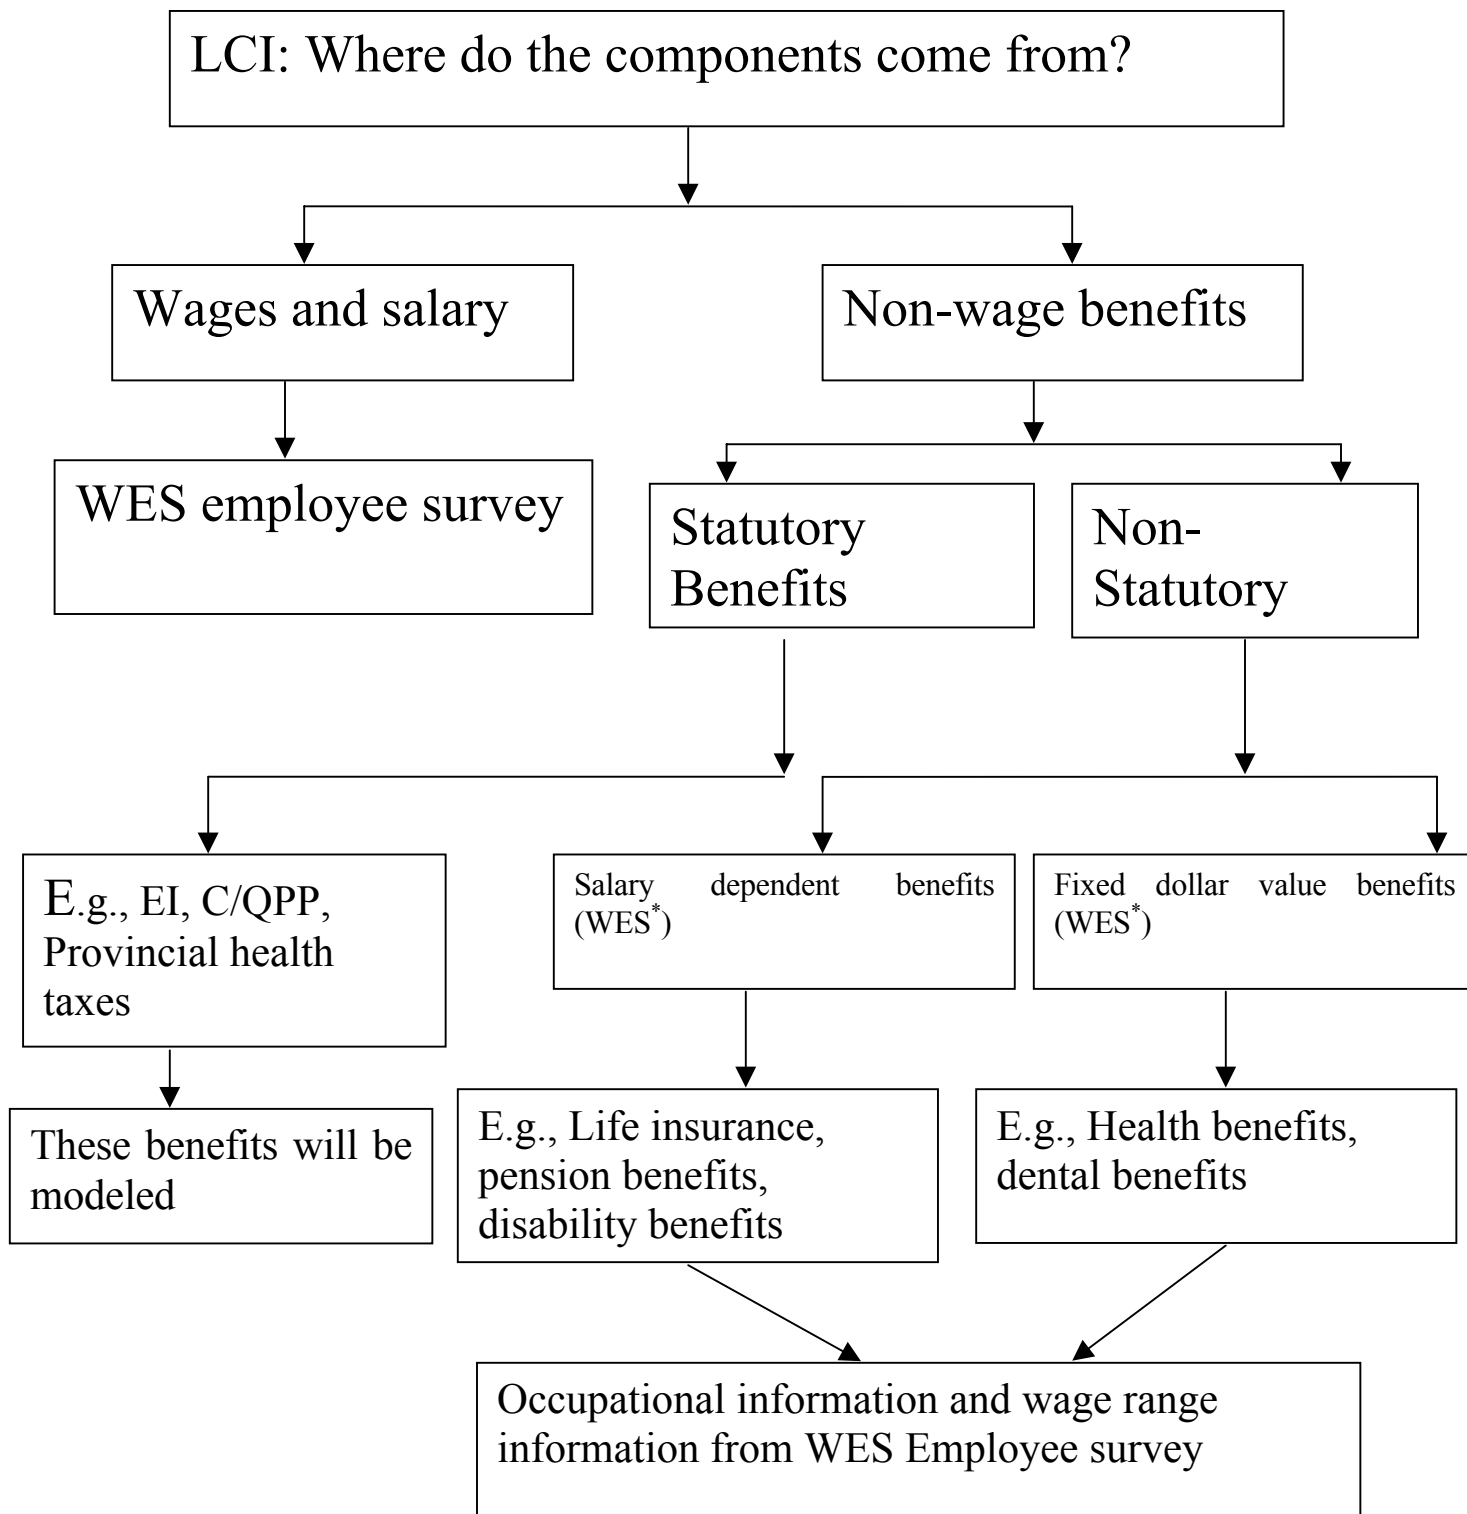 LCI: Where do the components come from?
Wages and salary
Non-wage benefits
WES employee survey
Statutory
Benefits
Non-
Statutory
E.g., EI, C/QPP,
Provincial health
taxes
Salary dependent benefits
(WES*)
Fixed dollar value benefits
(WES*)
These benefits will be
modeled
E.g., Life insurance,
pension benefits,
disability benefits
E.g., Health benefits,
dental benefits
Occupational information and wage range
information from WES Employee survey